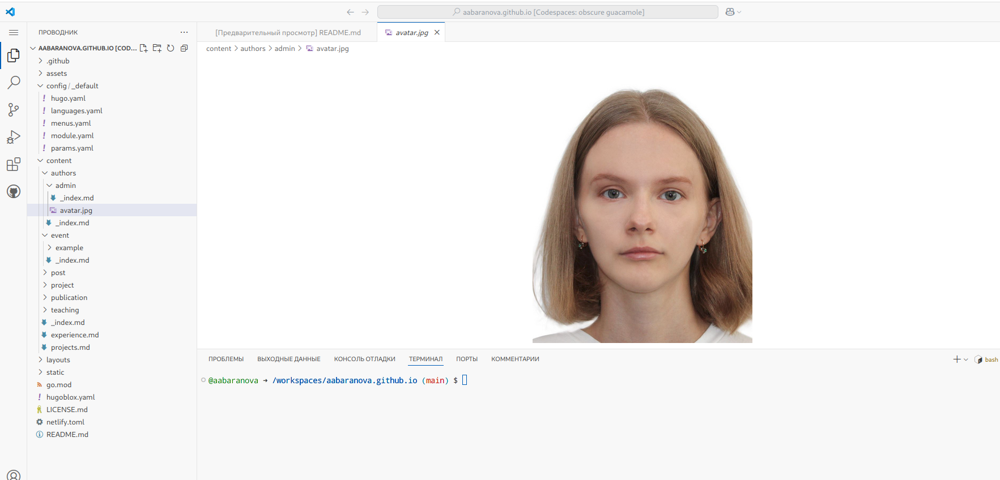 aabaranova.github.io [Codespaces: obscure guacamole]
ПРОВОДНИК
AABARANOVA.GITHUB.IO [COD...
.github
assets
config / _default
hugo.yaml
languages.yaml
menus.yaml
module.yaml
params.yaml
content
authors
admin
_index.md
avatar.jpg
_index.md
event
example
_index.md
post
project
publication
teaching
_index.md
experience.md
projects.md
layouts
static
go.mod
hugoblox.yaml
LICENSE.md
netlify.toml
README.md
[Предварительный просмотр] README.md
avatar.jpg
content > authors > admin > avatar.jpg
ПРОБЛЕМЫ ВЫХОДНЫЕ ДАННЫЕ КОНСОЛЬ ОТЛАДКИ ТЕРМИНАЛ ПОРТЫ КОММЕНТАРИИ
bash
@aabaranova → /workspaces/aabaranova.github.io (main) $